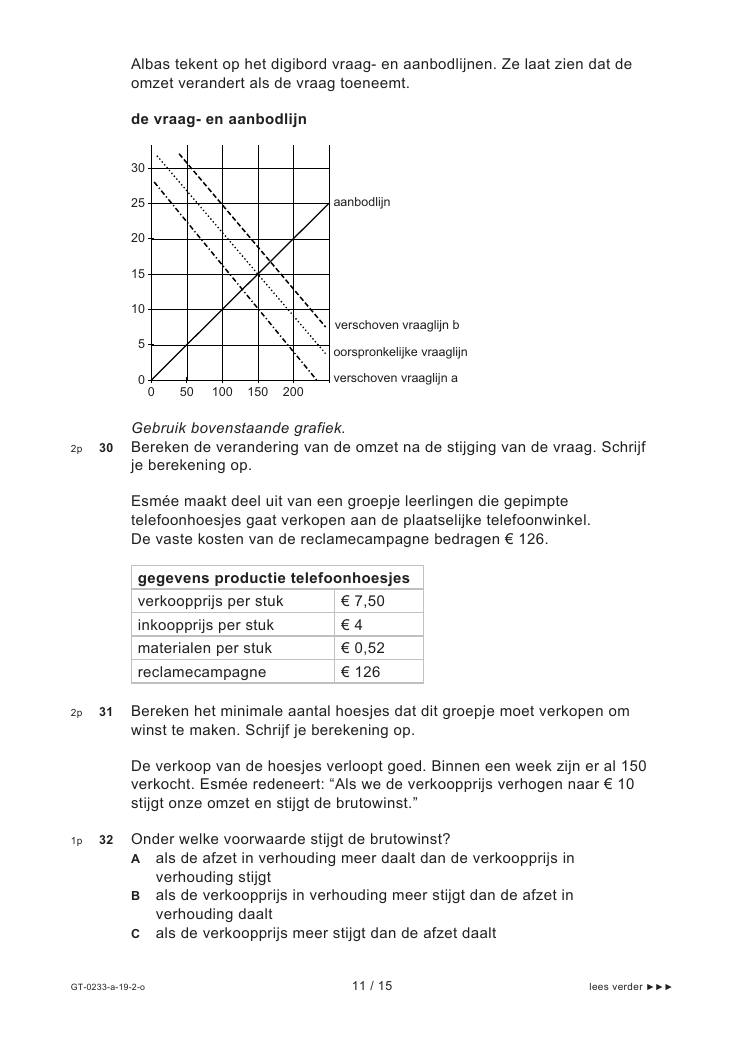 Albas tekent op het digibord vraag- en aanbodlijnen. Ze laat zien dat de
omzet verandert als de vraag toeneemt.
de vraag- en aanbodlijn
30
25
20
15
10
5
0
0 50 100 150 200
aanbodlijn
verschoven vraaglijn b
oorspronkelijke vraaglijn
verschoven vraaglijn a
Gebruik bovenstaande grafiek.
2p 30 Bereken de verandering van de omzet na de stijging van de vraag. Schrijf
je berekening op.
Esmée maakt deel uit van een groepje leerlingen die gepimpte
telefoonhoesjes gaat verkopen aan de plaatselijke telefoonwinkel.
De vaste kosten van de reclamecampagne bedragen € 126.
gegevens productie telefoonhoesjes
verkoopprijs per stuk € 7,50
inkoopprijs per stuk € 4
materialen per stuk € 0,52
reclamecampagne € 126
2p 31 Bereken het minimale aantal hoesjes dat dit groepje moet verkopen om
winst te maken. Schrijf je berekening op.
De verkoop van de hoesjes verloopt goed. Binnen een week zijn er al 150
verkocht. Esmée redeneert: “Als we de verkoopprijs verhogen naar € 10
stijgt onze omzet en stijgt de brutowinst.”
1p 32 Onder welke voorwaarde stijgt de brutowinst?
A als de afzet in verhouding meer daalt dan de verkoopprijs in
verhouding stijgt
B als de verkoopprijs in verhouding meer stijgt dan de afzet in
verhouding daalt
C als de verkoopprijs meer stijgt dan de afzet daalt
GT-0233-a-19-2-o 11 / 15 lees verder ►►►